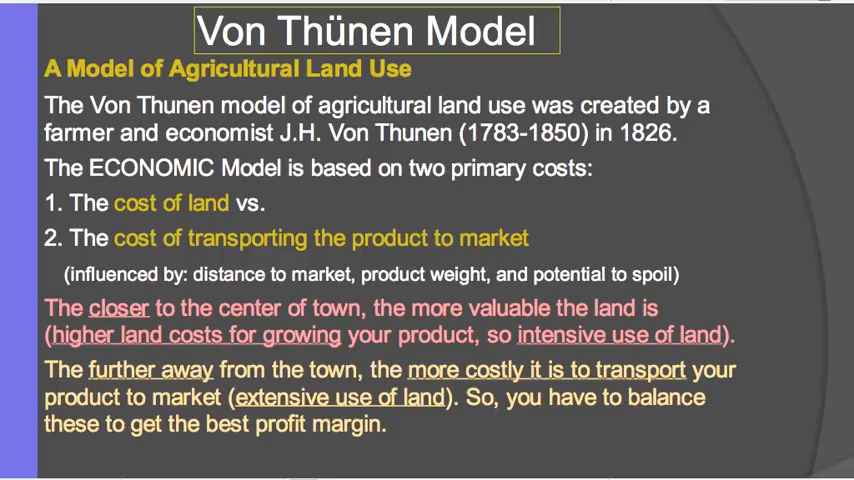 Von Thünen Model
A Model of Agricultural Land Use
The Von Thunen model of agricultural land use was created by a
farmer and economist J.H. Von Thunen (1783-1850) in 1826.
The ECONOMIC Model is based on two primary costs:
1. The cost of land vs.
2. The cost of transporting the product to market
(influenced by: distance to market, product weight, and potential to spoil)
The closer to the center of town, the more valuable the land is
(higher land costs for growing your product, so intensive use of land).
The further away from the town, the more costly it is to transport your
product to market (extensive use of land). So, you have to balance
these to get the best profit margin.